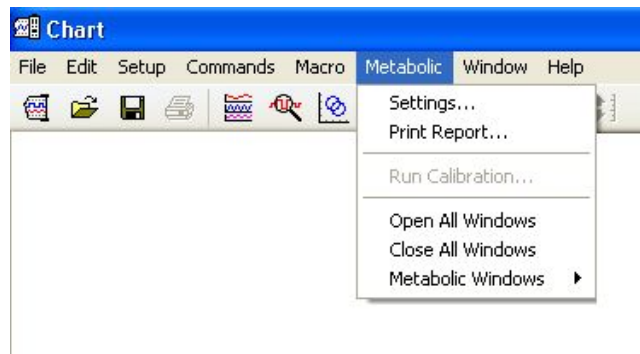 Chart
File Edit Setup Commands Macro Metabolic Window Help
Settings...
Print Report...
Run Calibration...
Open All Windows
Close All Windows
Metabolic Windows